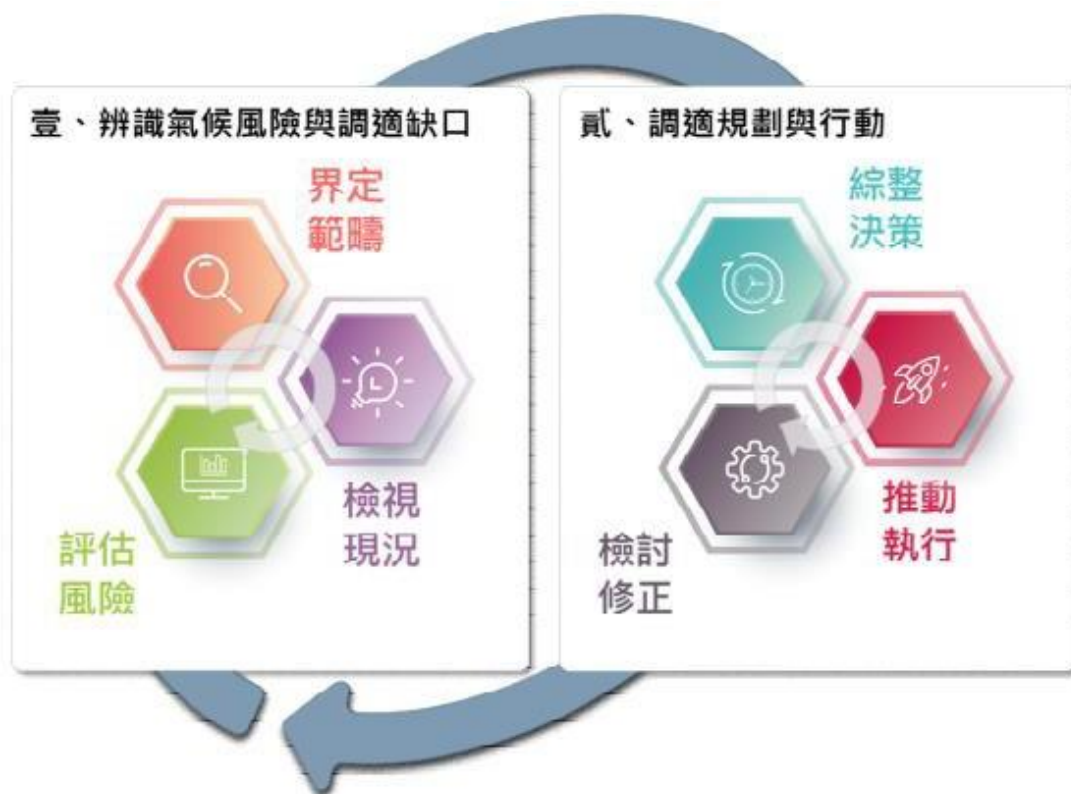 壹、辨識氣候風險與調適缺口
界定
範疇
檢視
現況
評估
風險
貳、調適規劃與行動
綜整
決策
推動
執行
檢討
修正